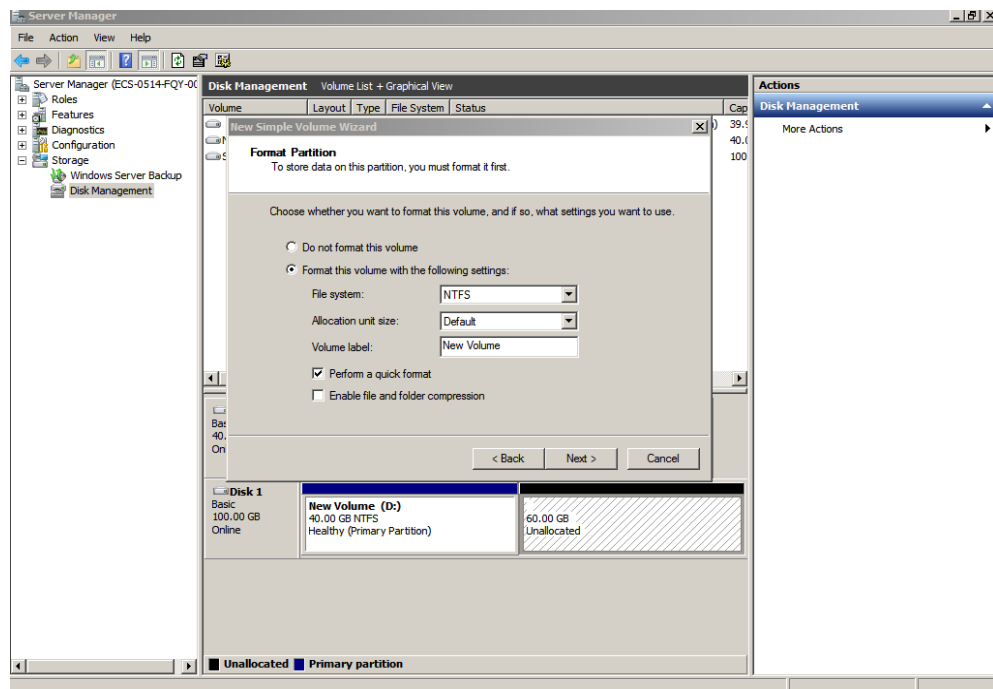 Server Manager
File Action View Help
Server Manager (ECS-0514-FQY-00
Roles
Features
Diagnostics
Configuration
Storage
Windows Server Backup
Disk Management
Disk Management Volume List + Graphical View
Volume Layout Type File System Status Cap
39.9
40.0
100
New Simple Volume Wizard
Format Partition
To store data on this partition, you must format it first.
Choose whether you want to format this volume, and if so, what settings you want to use.
Do not format this volume
Format this volume with the following settings:
File system: NTFS
Allocation unit size: Default
Volume label: New Volume
Perform a quick format
Enable file and folder compression
< Back Next > Cancel
Bas
40.
On
Disk 1
Basic
100.00 GB
Online
New Volume (D:)
40.00 GB NTFS
Healthy (Primary Partition)
60.00 GB
Unallocated
Unallocated Primary partition
Actions
Disk Management
More Actions